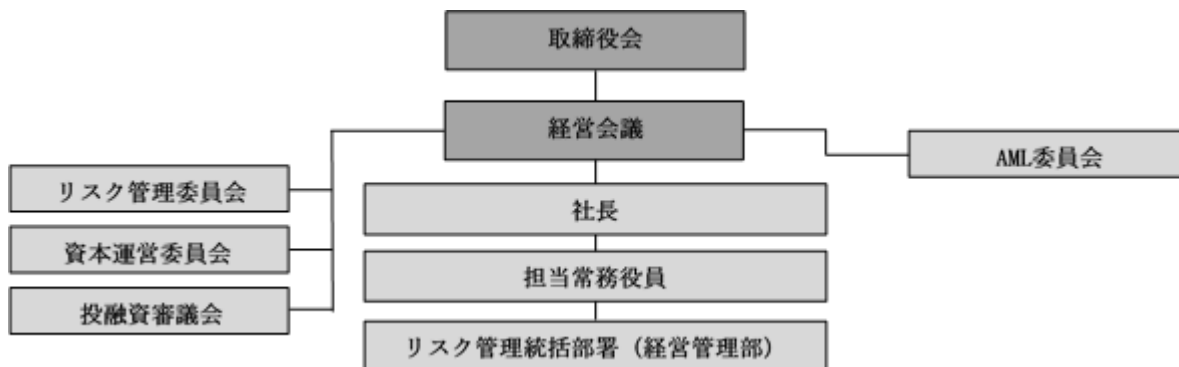 取締役会
経営会議
AML委員会
リスク管理委員会
社長
資本運営委員会
担当常務役員
投融資審議会
リスク管理統括部署（経営管理部）